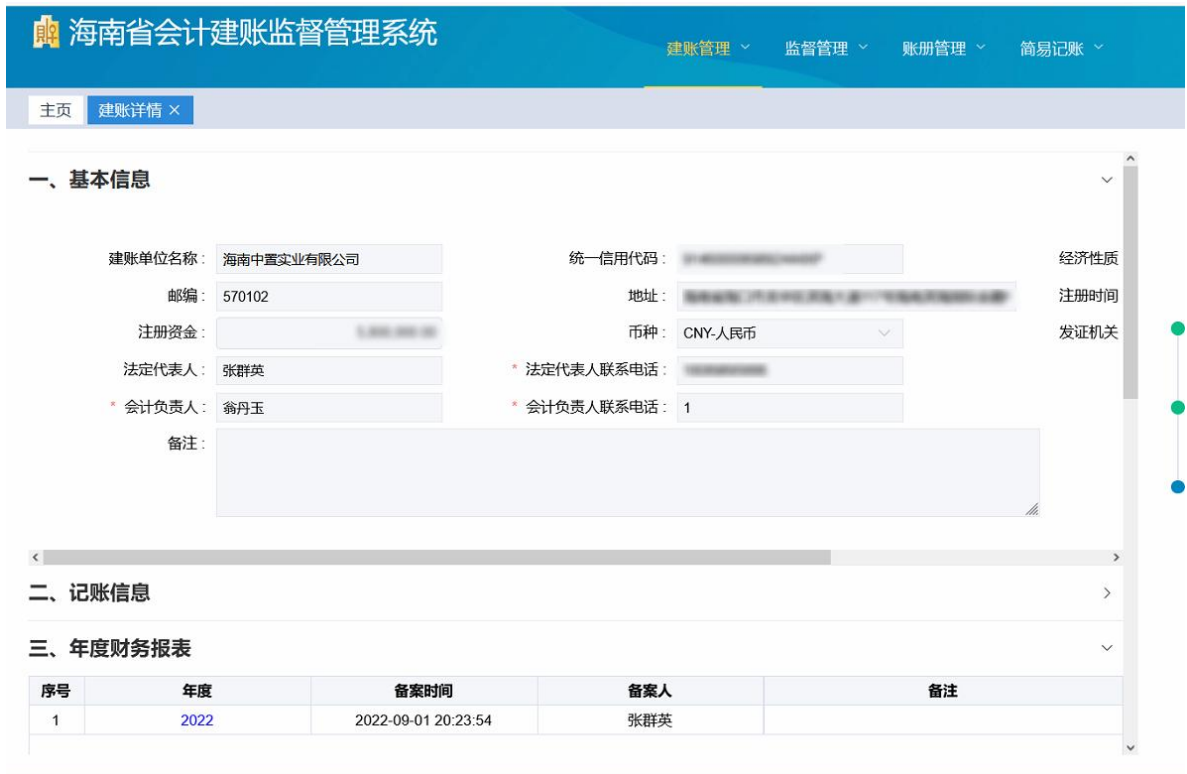 海南省会计建账监督管理系统
建账管理 监督管理 账册管理 简易记账
主页 建账详情 ×
一、基本信息
建账单位名称: 海南中置实业有限公司 统一信用代码: 经济性质
邮编: 570102 地址: 注册时间
注册资金: 币种: CNY-人民币 发证机关
法定代表人: 张群英 * 法定代表人联系电话:
* 会计负责人: 翁丹玉 * 会计负责人联系电话: 1
备注:
二、记账信息
三、年度财务报表
序号 年度 备案时间 备案人 备注
1 2022 2022-09-01 20:23:54 张群英